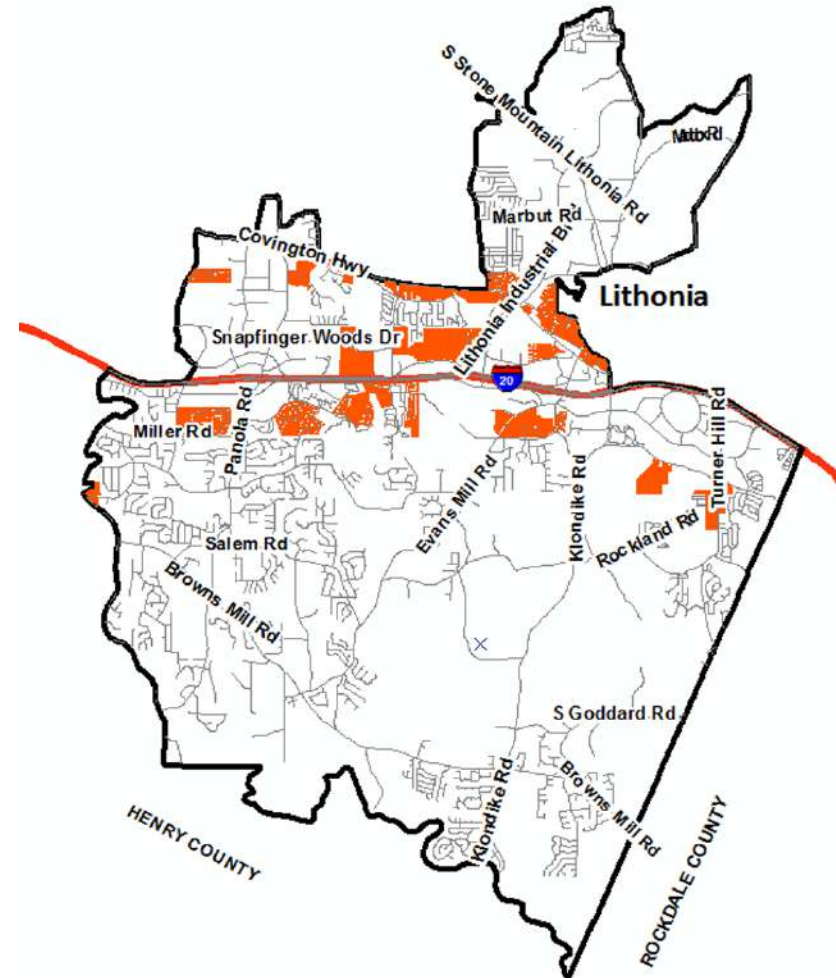 S Stone Mountain Lithonia Rd
Marbut Rd
Covington Hwy
Lithonia Industrial Bl
Lithonia
Snapfinger Woods Dr
20
Miller Rd
Panola Rd
Turner Hill Rd
Evans Mill Rd
Klondike Rd
Rockland Rd
Salem Rd
Browns Mill Rd
S Goddard Rd
Klondike Rd
Browns Mill Rd
HENRY COUNTY
ROCKDALE COUNTY